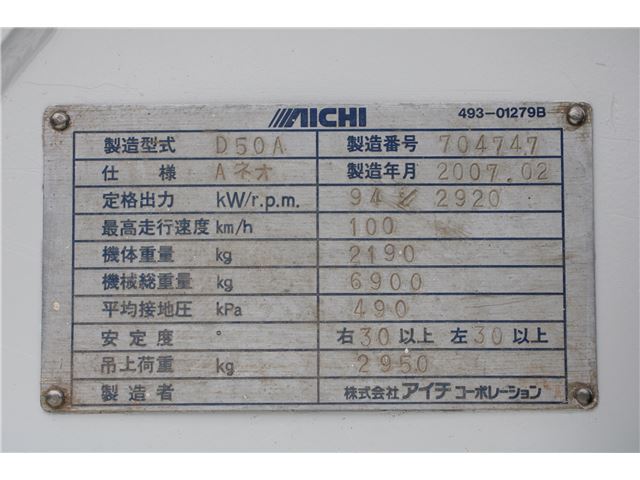 AICHI 493-01279B
製造型式 D50A 製造番号 704747
仕様 Aネオ 製造年月 2007.02
定格出力 kW/r.p.m. 94 / 2920
最高走行速度 km/h 100
機体重量 kg 2190
機械総重量 kg 6900
平均接地圧 kPa 490
安定度 ° 右30以上 左30以上
吊上荷重 kg 2950
製造者 株式会社アイチコーポレーション